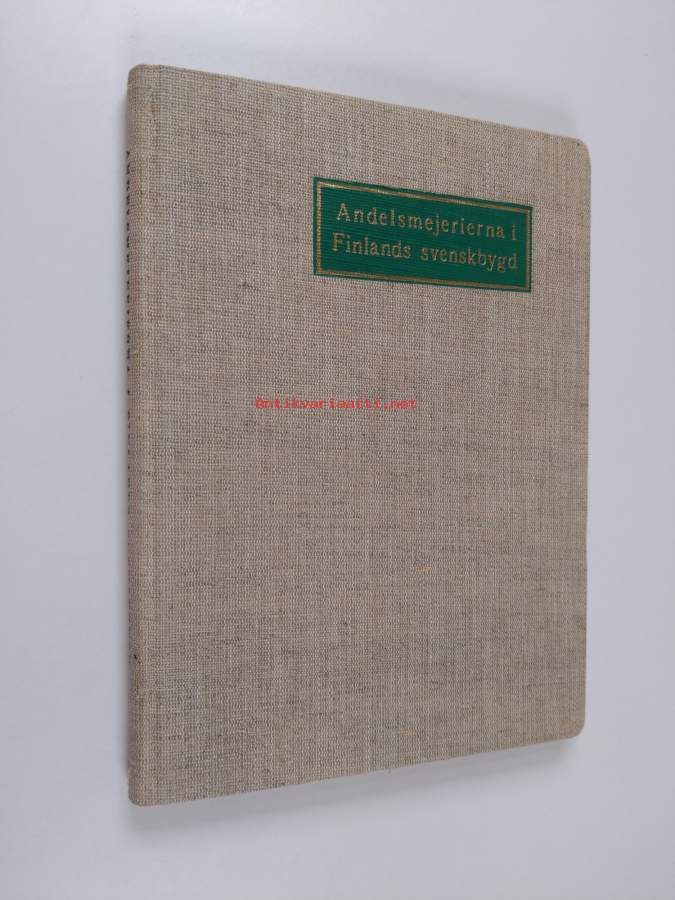 Andelsmejerierna i
Finlands svenskbygd
Antikvariaatti.net